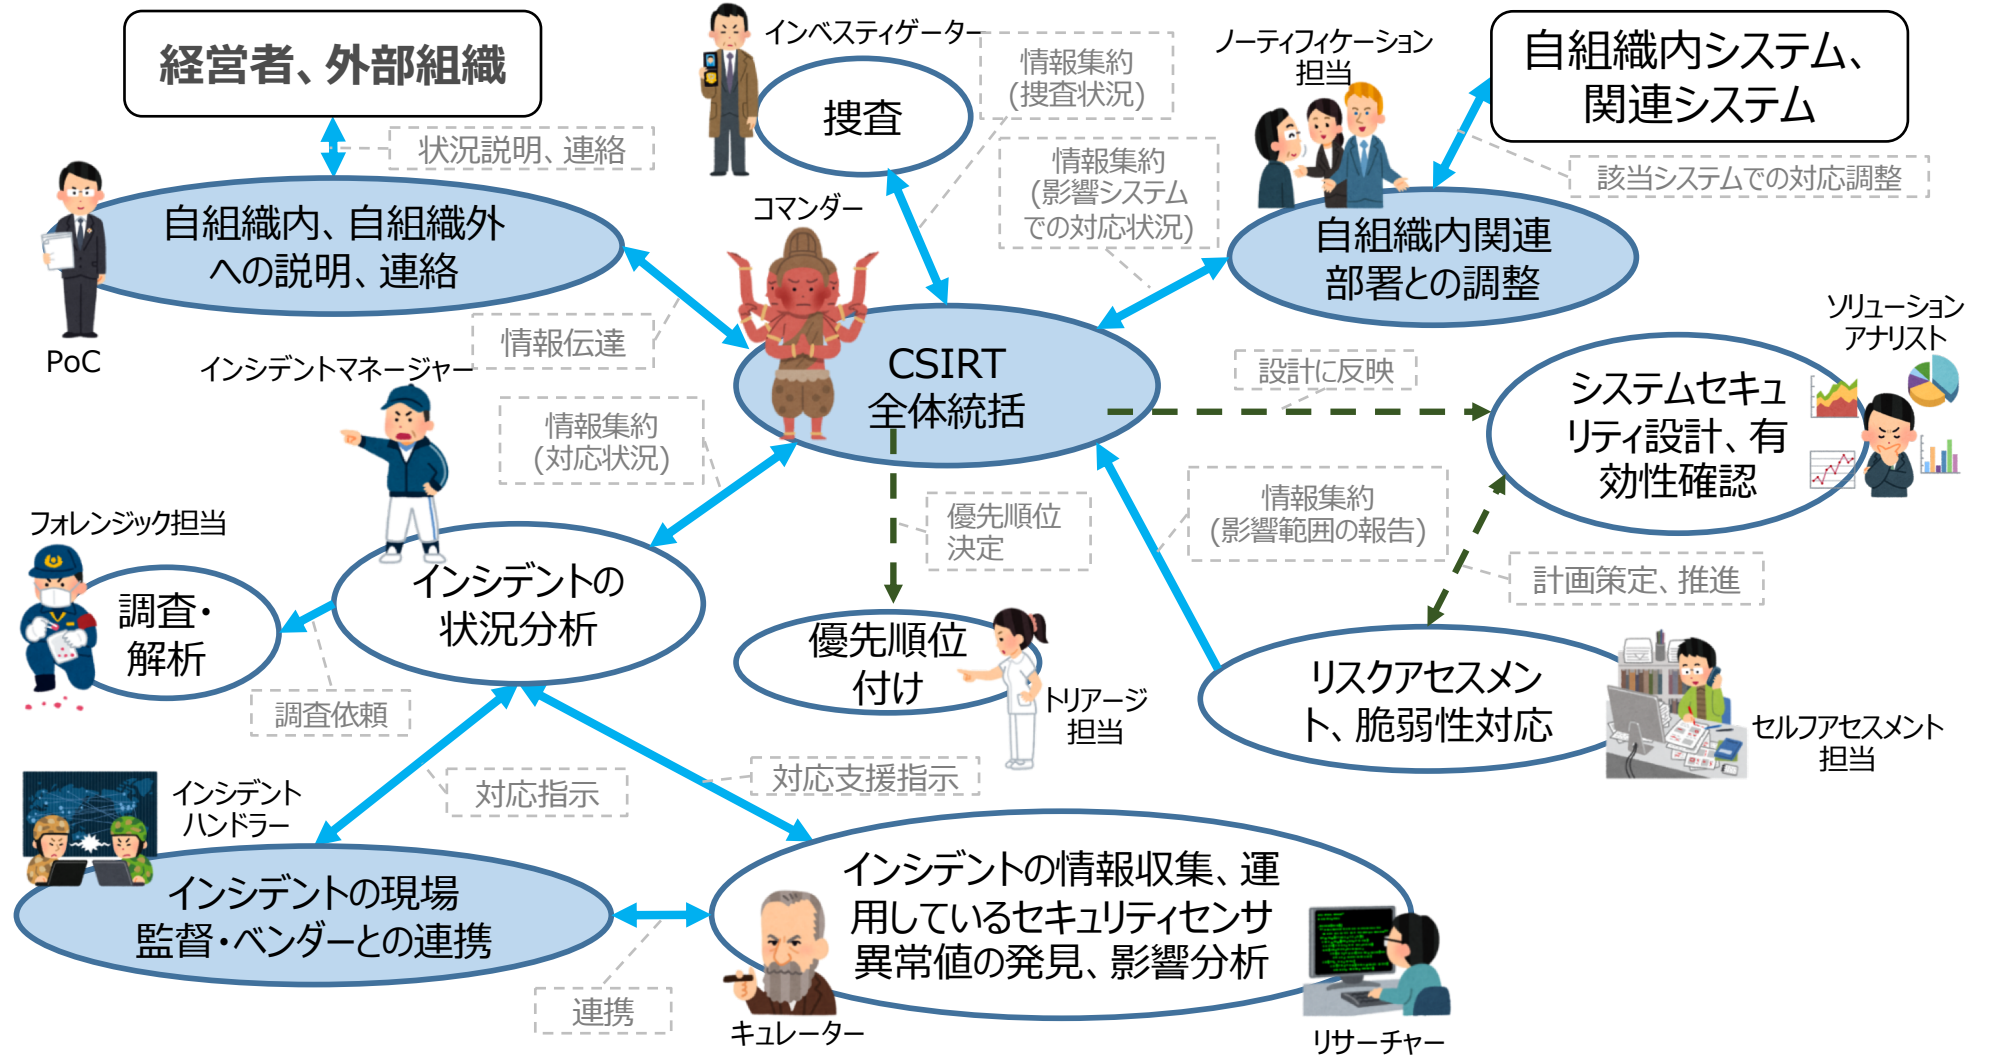 経営者、外部組織
状況説明、連絡
自組織内、自組織外
への説明、連絡
PoC
情報伝達
インベスティゲーター
捜査
情報集約
(捜査状況)
情報集約
(影響システム
での対応状況)
ノーティフィケーション
担当
自組織内システム、
関連システム
該当システムでの対応調整
自組織内関連
部署との調整
コマンダー
CSIRT
全体統括
設計に反映
ソリューション
アナリスト
システムセキュ
リティ設計、有
効性確認
インシデントマネージャー
情報集約
(対応状況)
優先順位
決定
情報集約
(影響範囲の報告)
計画策定、推進
フォレンジック担当
調査・
解析
インシデントの
状況分析
調査依頼
優先順位
付け
トリアージ
担当
リスクアセスメン
ト、脆弱性対応
セルフアセスメント
担当
対応指示
対応支援指示
インシデント
ハンドラー
インシデントの現場
監督・ベンダーとの連携
連携
インシデントの情報収集、運
用しているセキュリティセンサ
異常値の発見、影響分析
キュレーター
リサーチャー